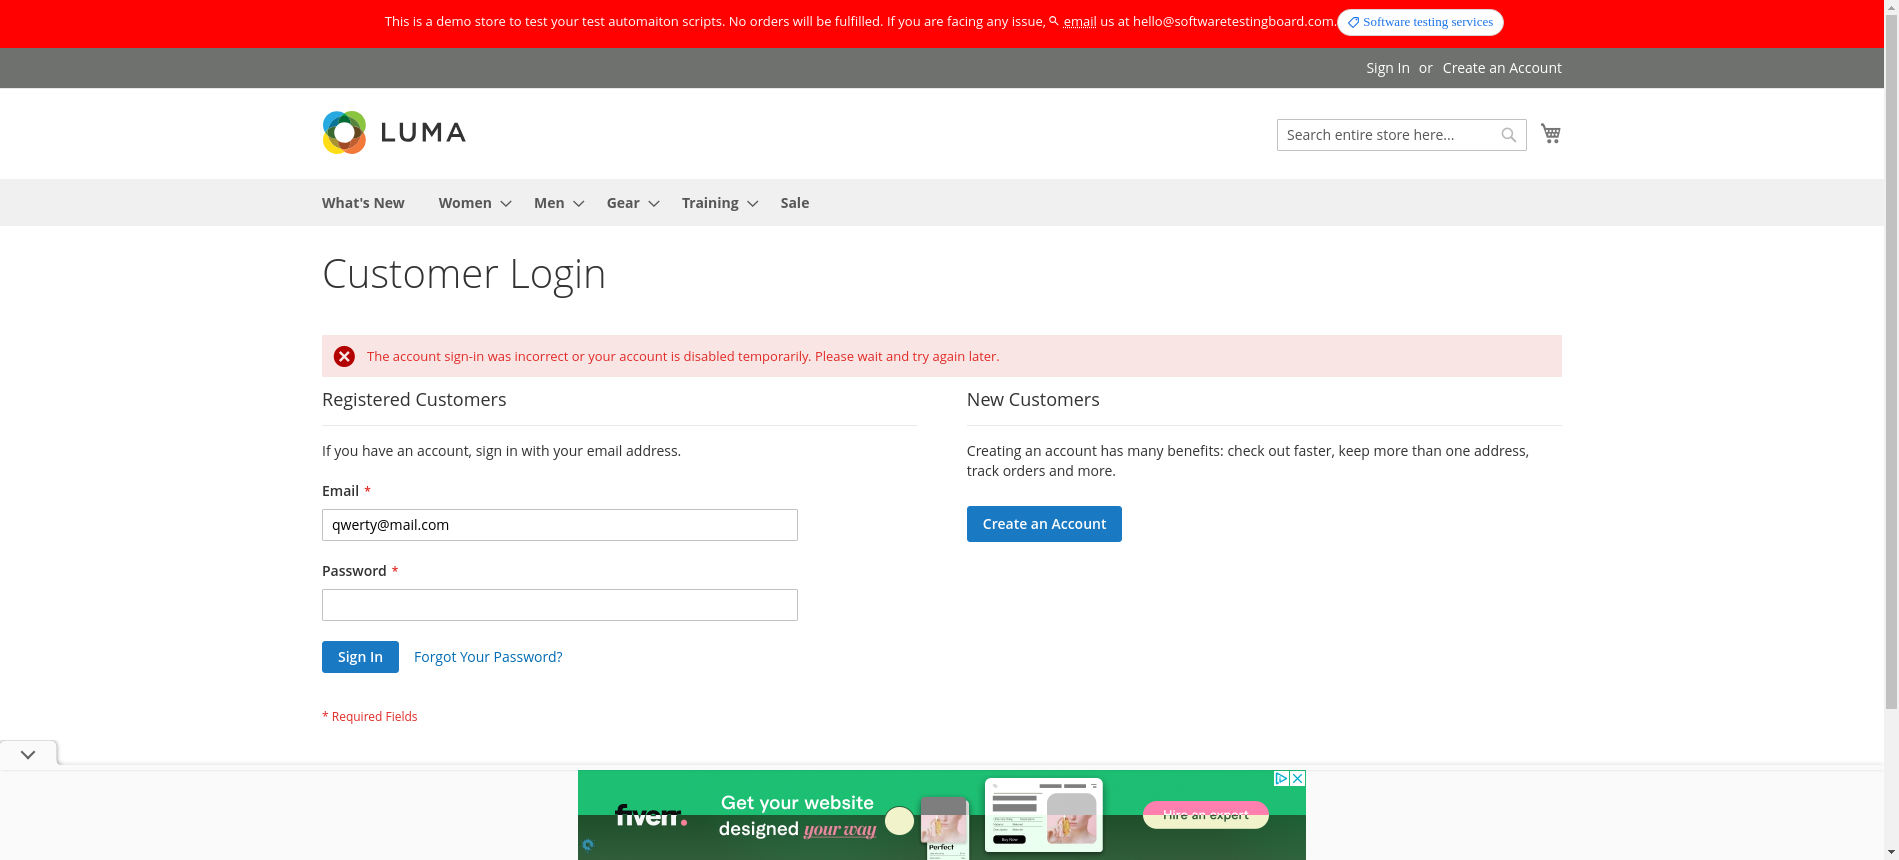 This is a demo store to test your test automaiton scripts. No orders will be fulfilled. If you are facing any issue, email us at hello@softwaretestingboard.com. Software testing services
Sign In or Create an Account
LUMA
Search entire store here...
What's New Women Men Gear Training Sale
Customer Login
The account sign-in was incorrect or your account is disabled temporarily. Please wait and try again later.
Registered Customers
If you have an account, sign in with your email address.
Email *
qwerty@mail.com
Password *
Sign In Forgot Your Password?
* Required Fields
New Customers
Creating an account has many benefits: check out faster, keep more than one address,
track orders and more.
Create an Account
fiverr.
Get your website
designed your way
Perfect
Buy Now
Hire an expert